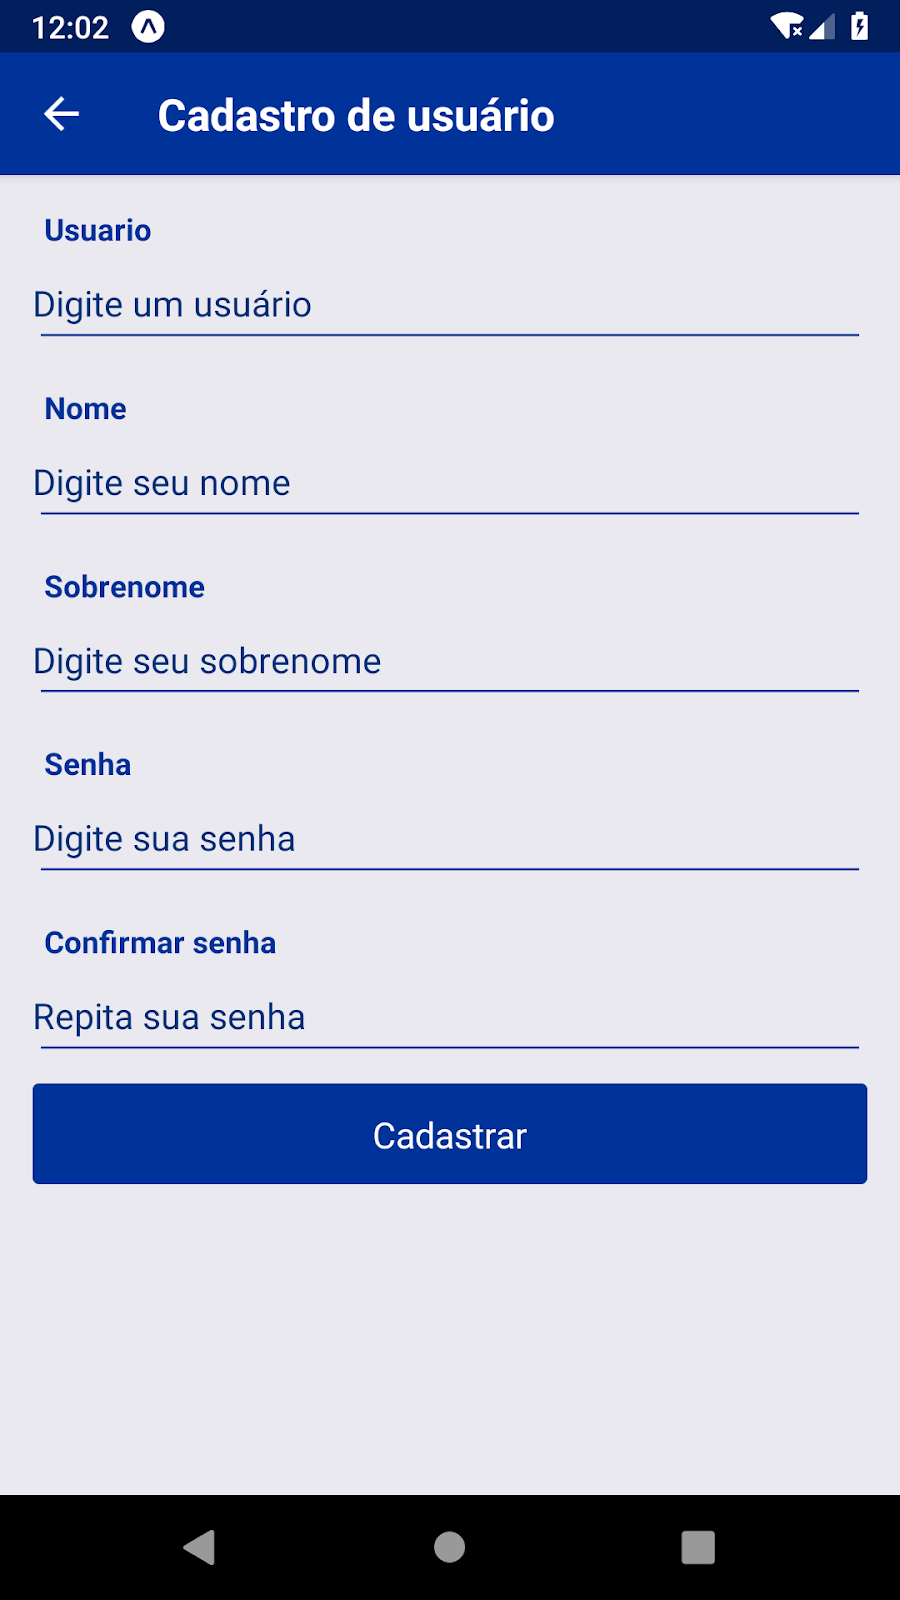 12:02
Cadastro de usuário
Usuario
Digite um usuário
Nome
Digite seu nome
Sobrenome
Digite seu sobrenome
Senha
Digite sua senha
Confirmar senha
Repita sua senha
Cadastrar